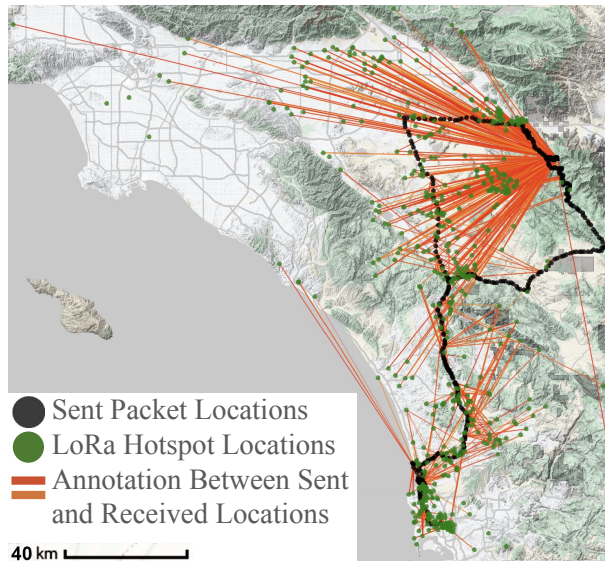 Sent Packet Locations
LoRa Hotspot Locations
Annotation Between Sent
and Received Locations
40 km